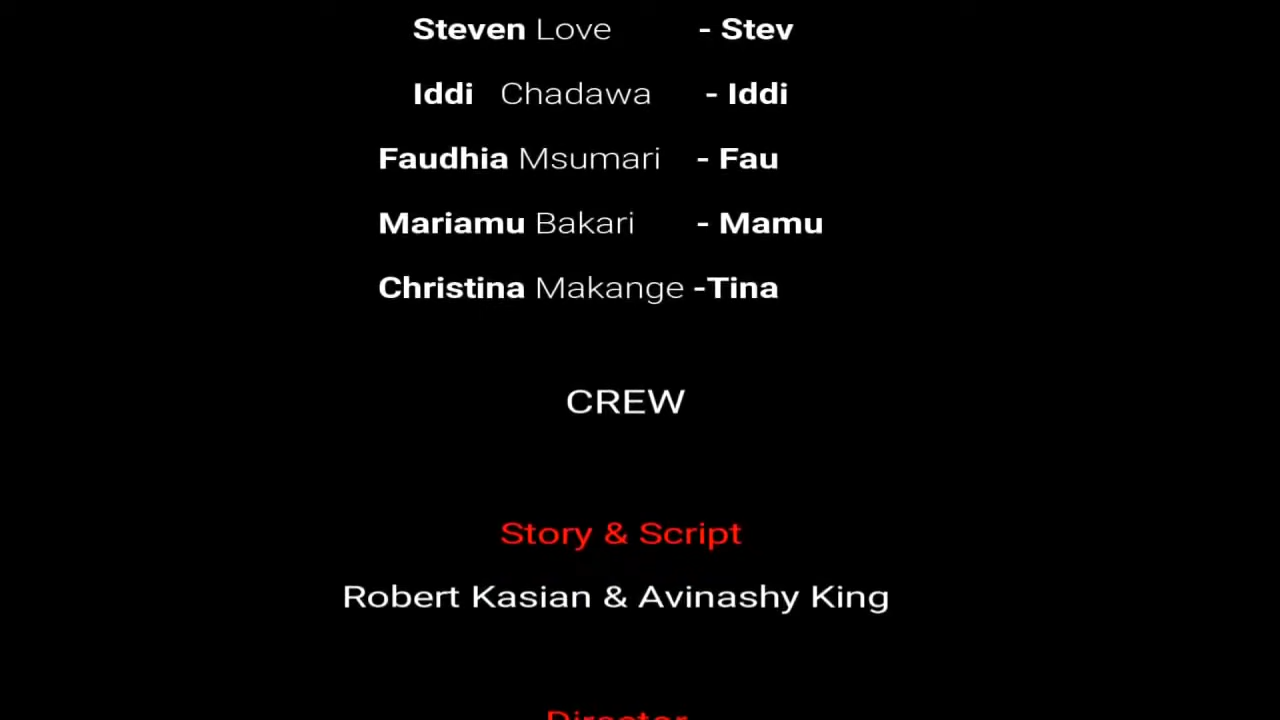 Steven Love - Stev
Iddi Chadawa - Iddi
Faudhia Msumari - Fau
Mariamu Bakari - Mamu
Christina Makange -Tina
CREW
Story & Script
Robert Kasian & Avinashy King
Director